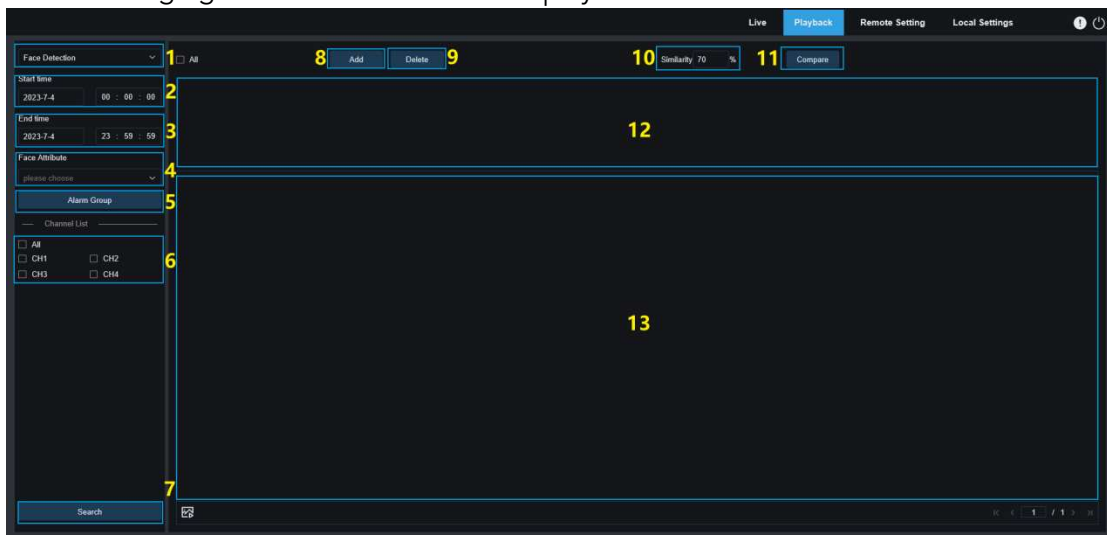 Live Playback Remote Setting Local Settings
Face Detection 1 All 8 Add Delete 9 10 Similarity 70 % 11 Compare
Start time
2023-7-4 00 : 00 : 00 2
End time
2023-7-4 23 : 59 : 59 3
12
Face Attribute
please choose 4
Alarm Group 5
Channel List
All
CH1 CH2 6
CH3 CH4
13
7
Search 1 / 1